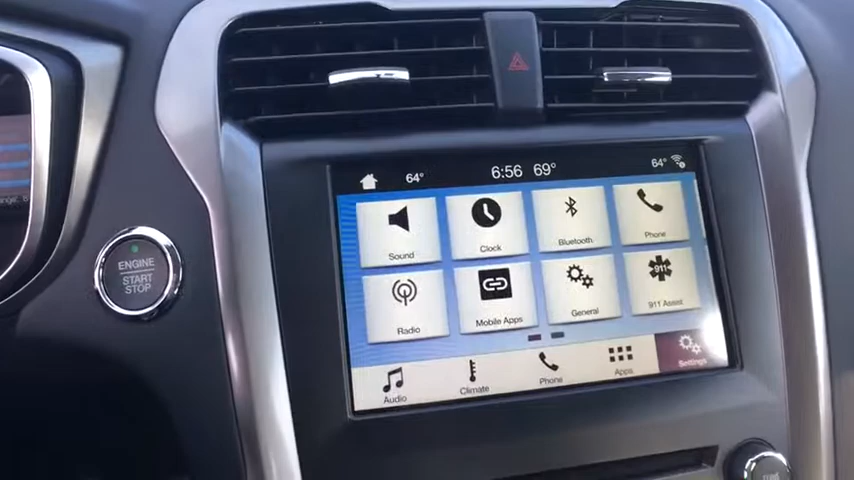 64° 6:56 69° 64°
Sound Clock Bluetooth Phone
911
Radio Mobile Apps General 911 Assist
Audio Climate Phone Apps Settings
ENGINE
START
STOP